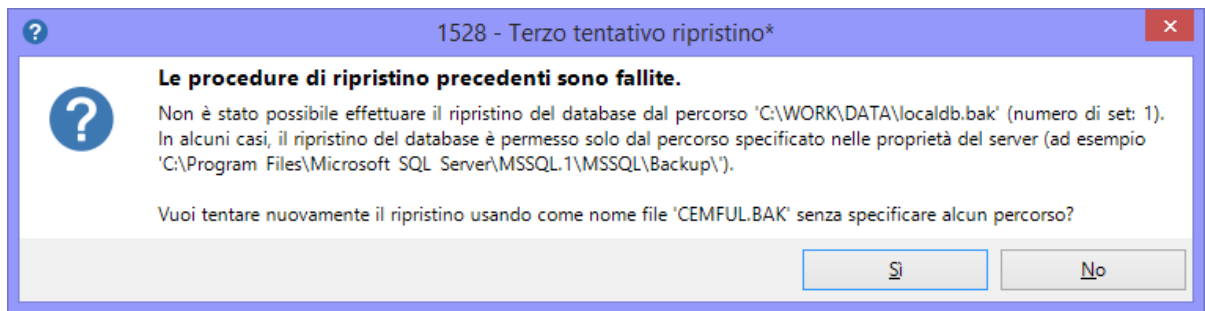 1528 - Terzo tentativo ripristino*
Le procedure di ripristino precedenti sono fallite.
Non è stato possibile effettuare il ripristino del database dal percorso 'C:\WORK\DATA\localdb.bak' (numero di set: 1).
In alcuni casi, il ripristino del database è permesso solo dal percorso specificato nelle proprietà del server (ad esempio
'C:\Program Files\Microsoft SQL Server\MSSQL.1\MSSQL\Backup\').
Vuoi tentare nuovamente il ripristino usando come nome file 'CEMFUL.BAK' senza specificare alcun percorso?
Sì
No